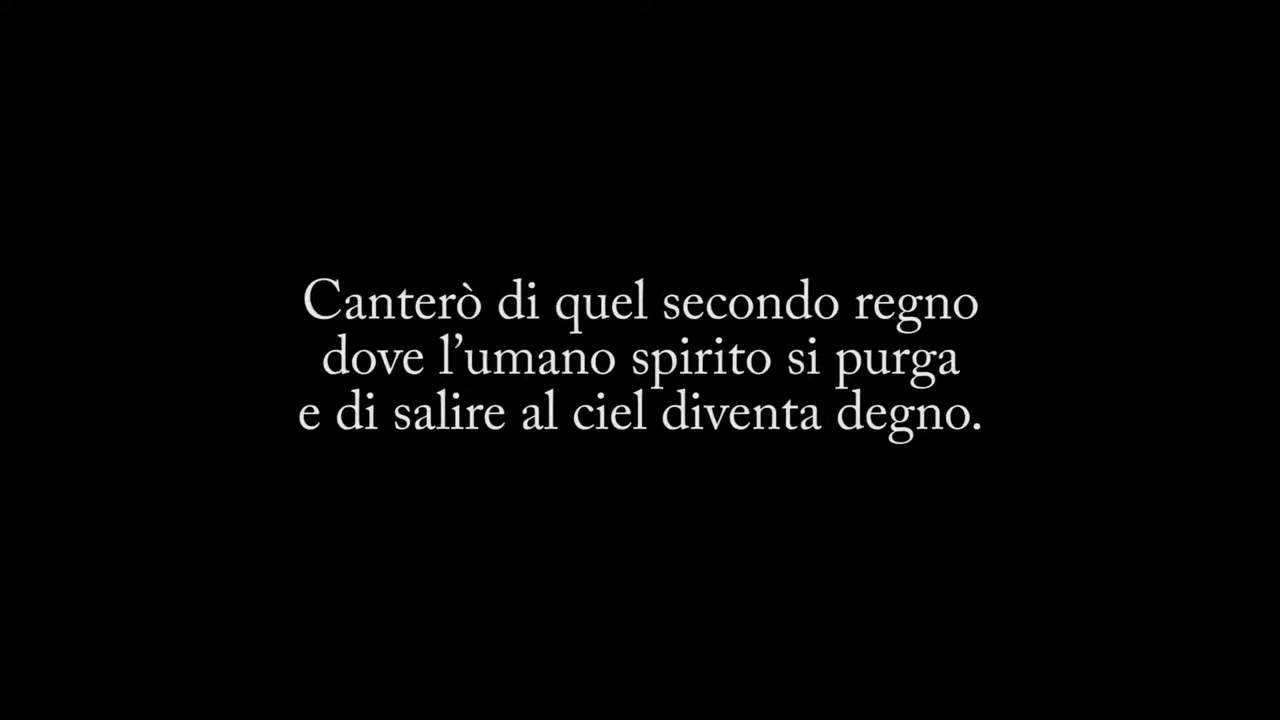 Canterò di quel secondo regno
dove l’umano spirito si purga
e di salire al ciel diventa degno.